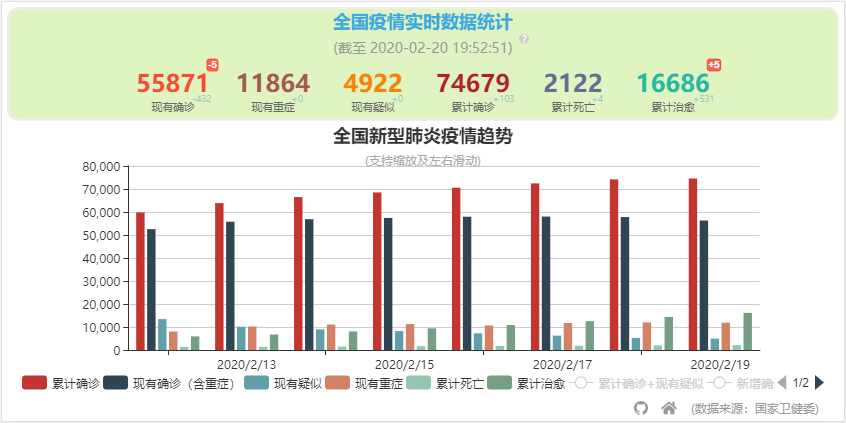 全国疫情实时数据统计
(截至 2020-02-20 19:52:51) ?
55871 -5 11864 4922 74679 2122 16686 +5
-432 +0 +0 +103 +4 +531
现有确诊 现有重症 现有疑似 累计确诊 累计死亡 累计治愈
全国新型肺炎疫情趋势
(支持缩放及左右滑动)
80,000
70,000
60,000
50,000
40,000
30,000
20,000
10,000
0
2020/2/13 2020/2/15 2020/2/17 2020/2/19
累计确诊 现有确诊（含重症） 现有疑似 现有重症 累计死亡 累计治愈 累计确诊+现有疑似 新增确 1/2
(数据来源：国家卫健委)